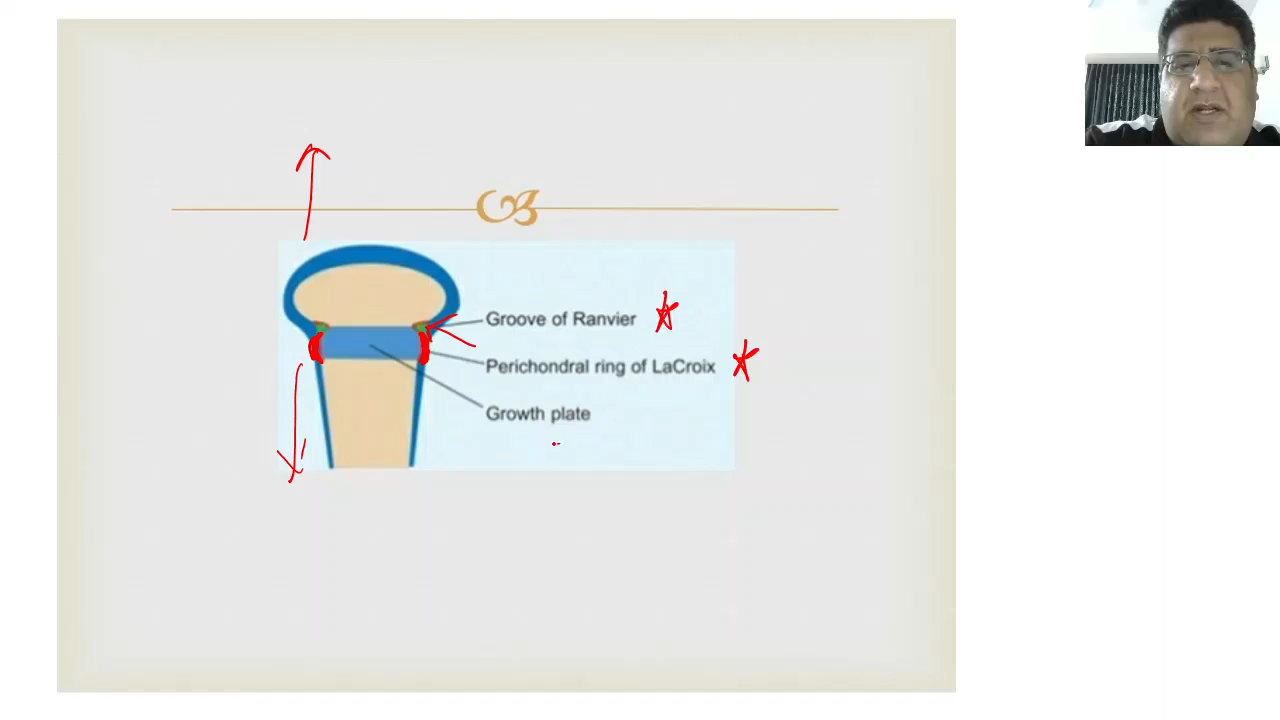 Groove of Ranvier
Perichondral ring of LaCroix
Growth plate